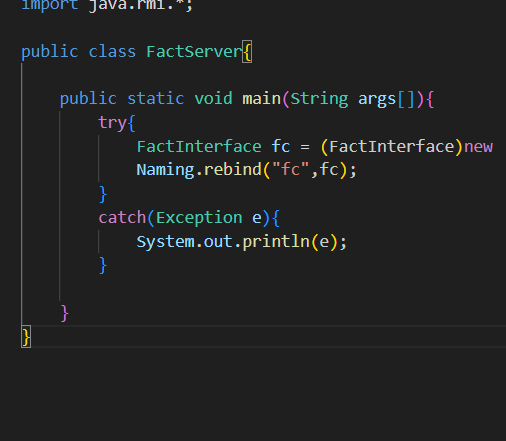 import java.rmi.*;
public class FactServer{
public static void main(String args[]){
try{
FactInterface fc = (FactInterface)new
Naming.rebind("fc",fc);
}
catch(Exception e){
System.out.println(e);
}
}
}